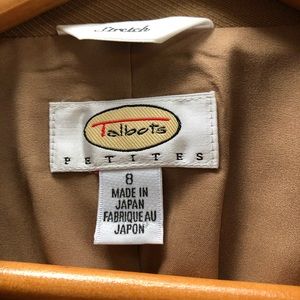 Stretch
Talbots
PETITES
8
MADE IN
JAPAN
FABRIQUE AU
JAPON